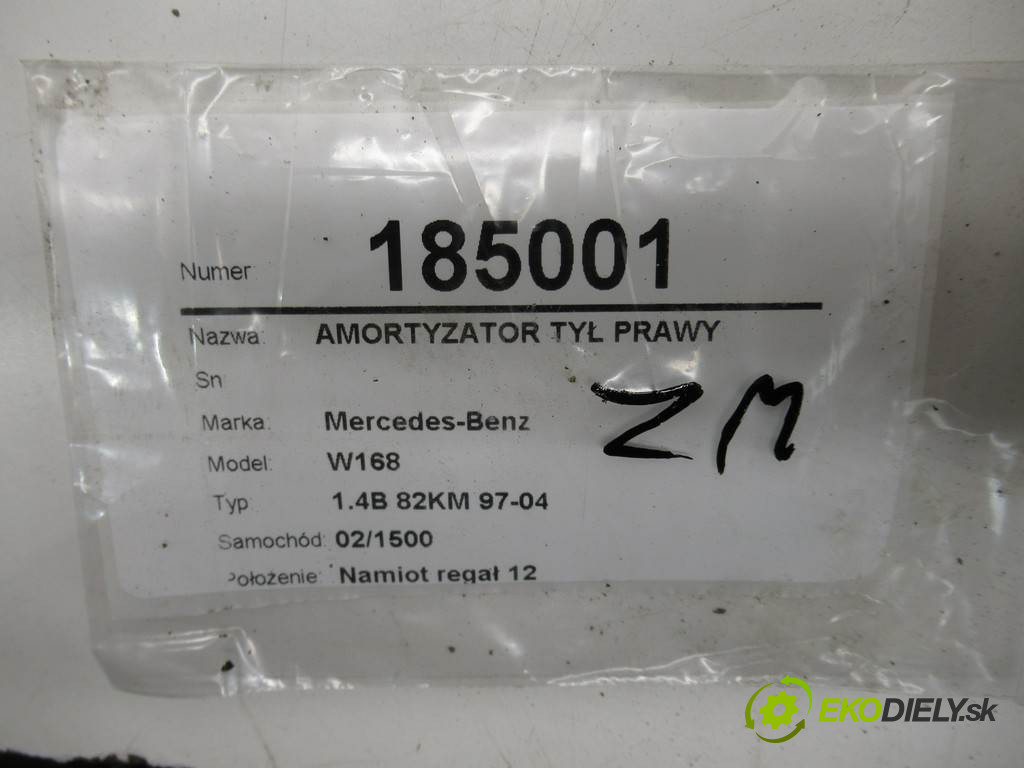 Numer: 185001
Nazwa: AMORTYZATOR TYŁ PRAWY
Sn
Marka: Mercedes-Benz
ZM
Model: W168
Typ 1.4B 82KM 97-04
Samochód: 02/1500
Położenie: Namiot regał 12
EKODIELY.sk